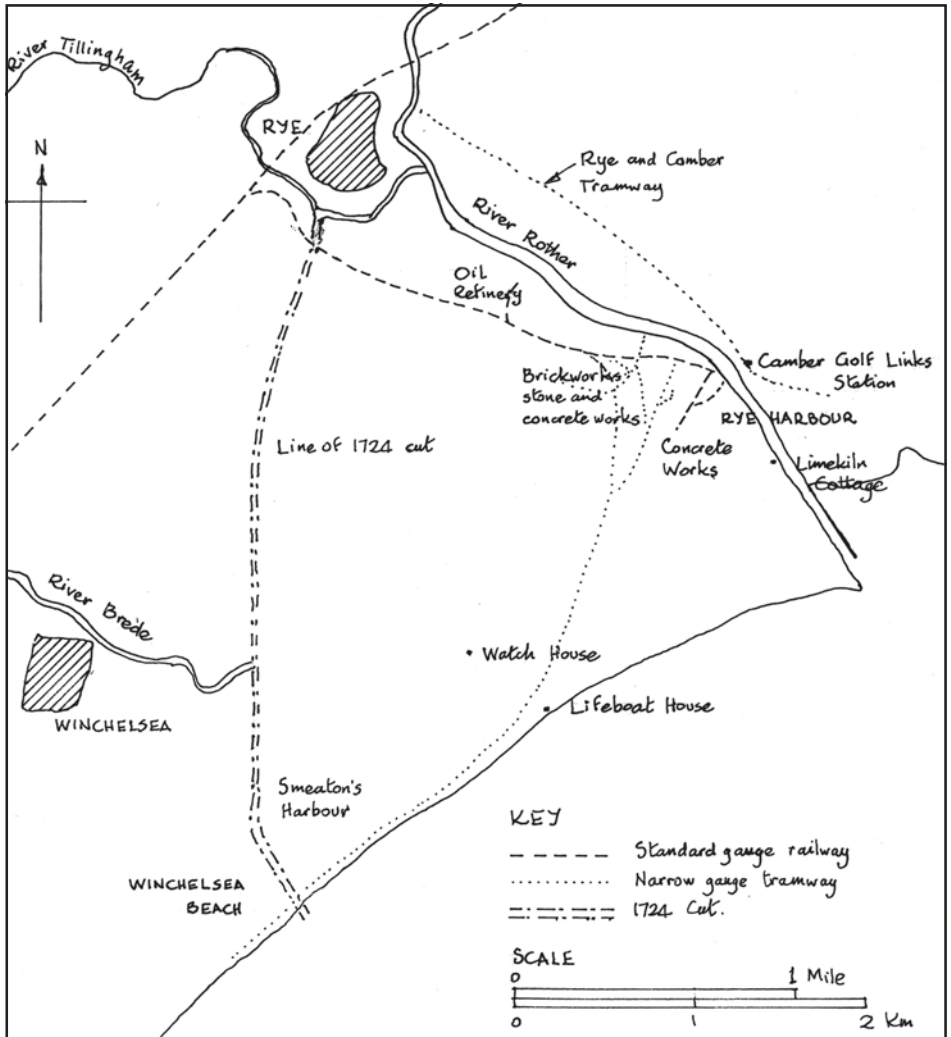 River Tillingham
RYE
N
Rye and Camber
Tramway
River Rother
Oil
Refinery
Camber Golf Links
Station
Brickworks
stone and
concrete works
RYE HARBOUR
Concrete
Works
Limekiln
Cottage
Line of 1724 cut
River Brede
Watch House
WINCHELSEA
Lifeboat House
Smeaton's
Harbour
WINCHELSEA
BEACH
KEY
Standard gauge railway
Narrow gauge tramway
1724 Cut.
SCALE
0 1 Mile
0 1 2 Km